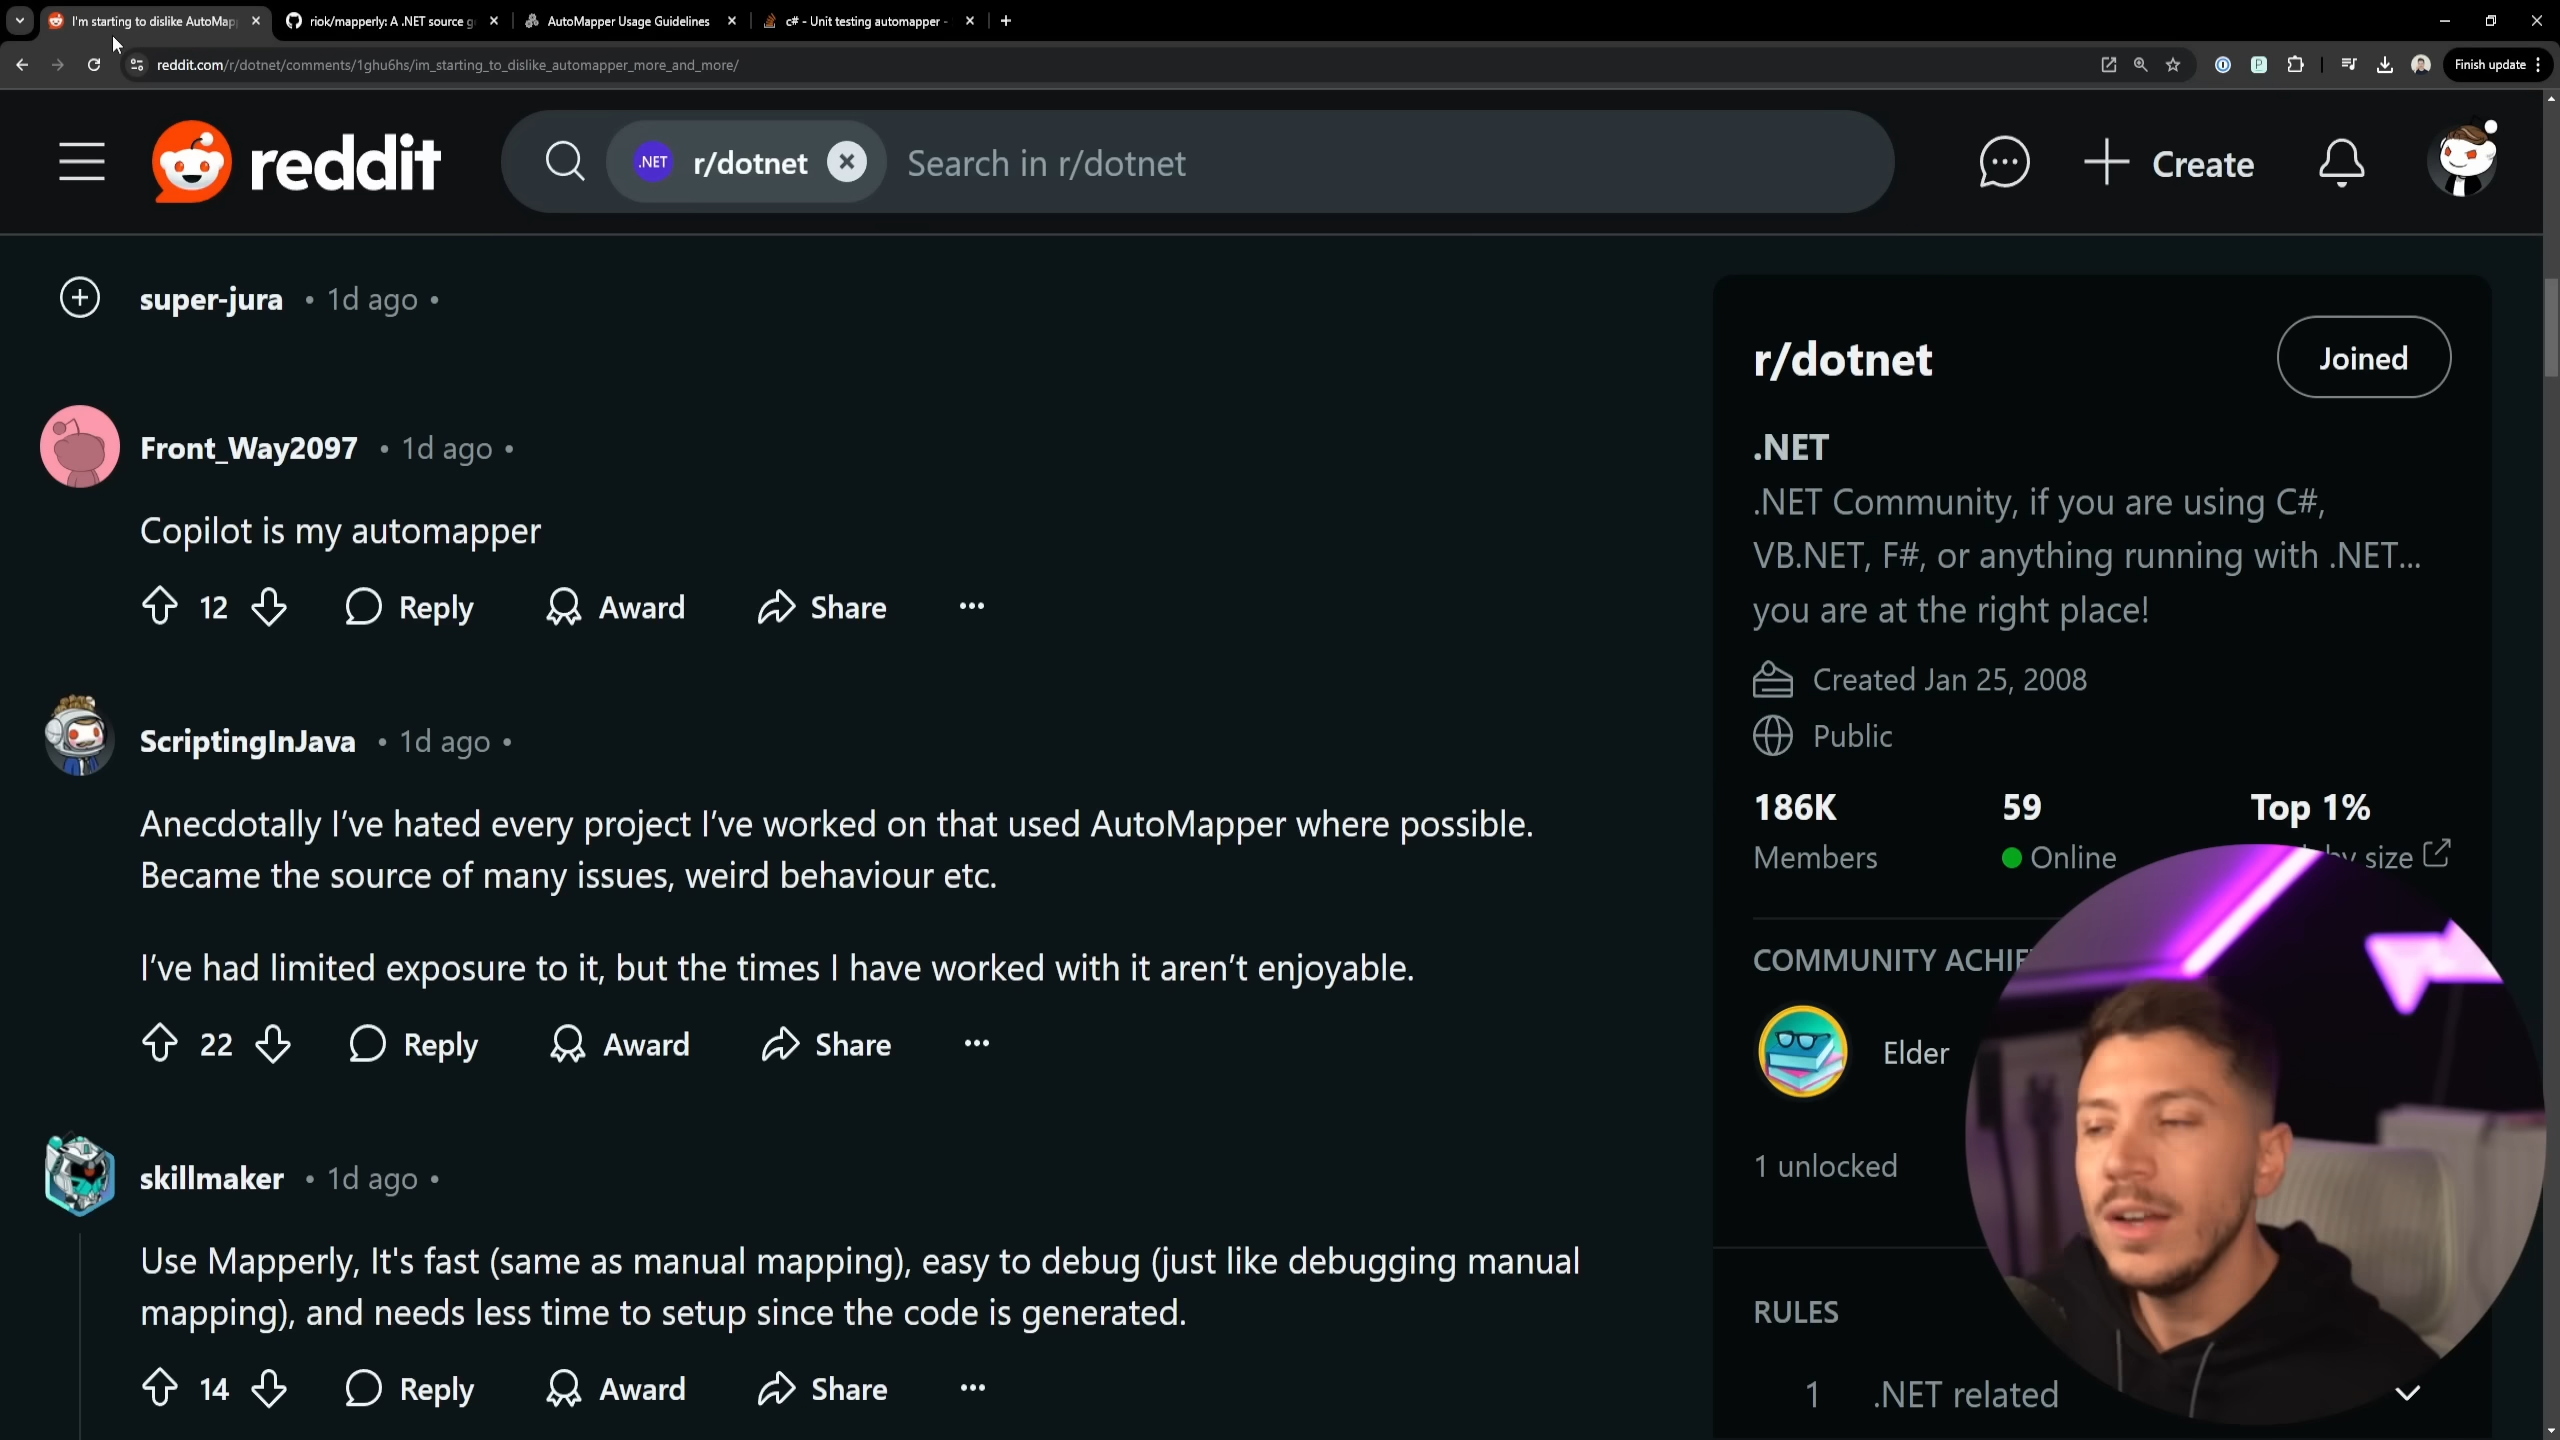 I'm starting to dislike AutoMap
riok/mapperly: A .NET source g
AutoMapper Usage Guidelines
c# - Unit testing automapper -
reddit.com/r/dotnet/comments/1ghu6hs/im_starting_to_dislike_automapper_more_and_more/
Finish update
reddit
.NET r/dotnet
Search in r/dotnet
Create
super-jura • 1d ago •
Front_Way2097 • 1d ago •
Copilot is my automapper
12 Reply Award Share
ScriptingInJava • 1d ago •
Anecdotally I’ve hated every project I’ve worked on that used AutoMapper where possible.
Became the source of many issues, weird behaviour etc.
I’ve had limited exposure to it, but the times I have worked with it aren’t enjoyable.
22 Reply Award Share
skillmaker • 1d ago •
Use Mapperly, It's fast (same as manual mapping), easy to debug (just like debugging manual
mapping), and needs less time to setup since the code is generated.
14 Reply Award Share
r/dotnet
Joined
.NET
.NET Community, if you are using C#,
VB.NET, F#, or anything running with .NET...
you are at the right place!
Created Jan 25, 2008
Public
186K 59 Top 1%
Members Online by size
COMMUNITY ACHIE
Elder
1 unlocked
RULES
1 .NET related